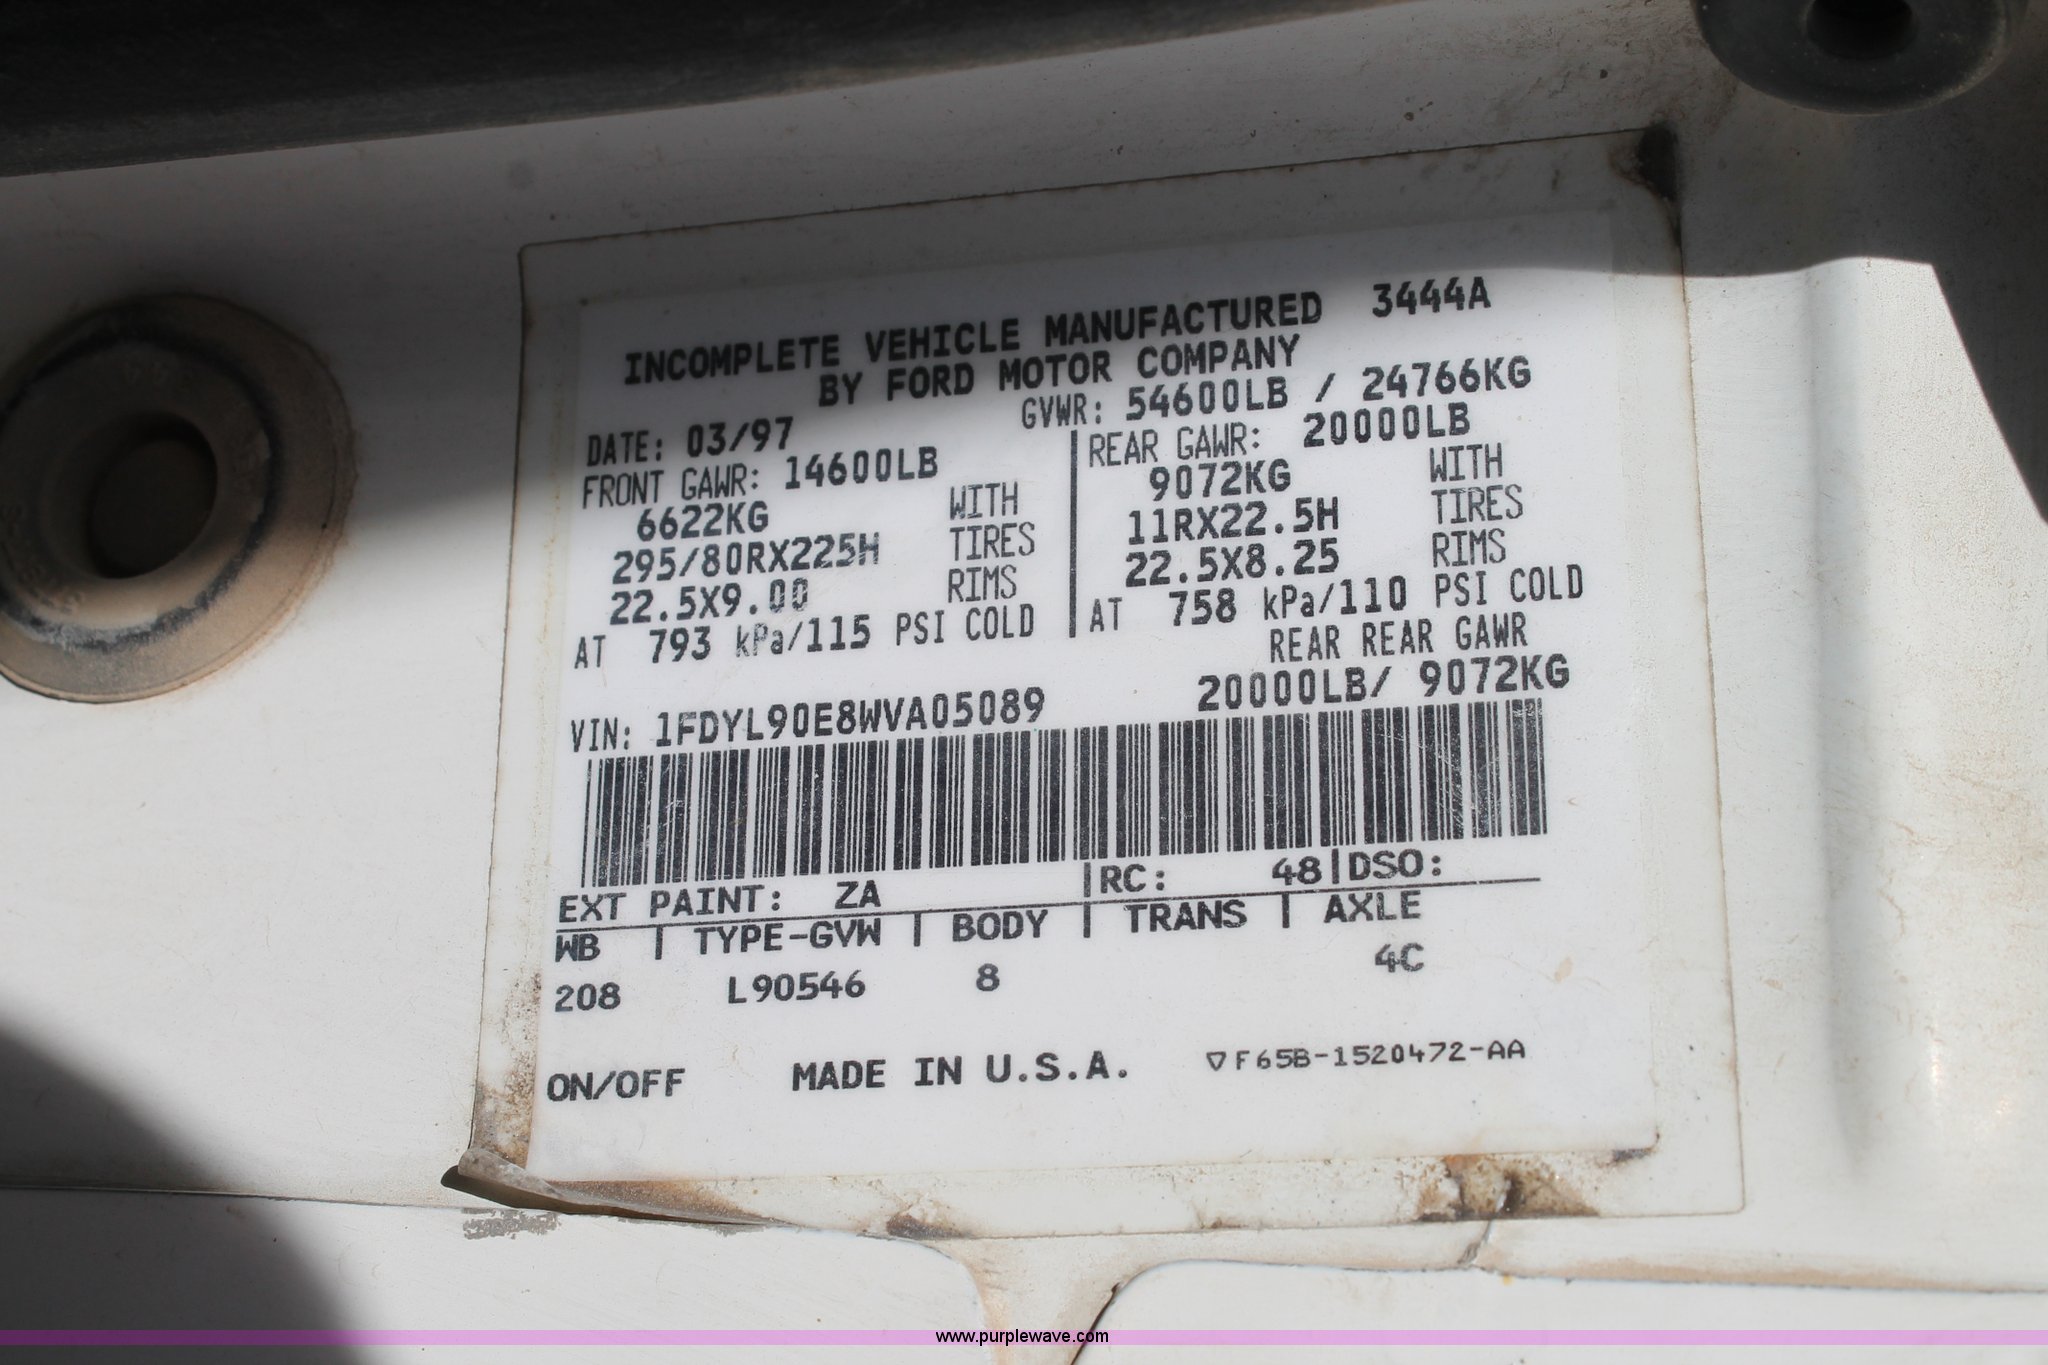 INCOMPLETE VEHICLE MANUFACTURED 3444A
BY FORD MOTOR COMPANY
DATE: 03/97 GVWR: 54600LB / 24766KG
FRONT GAWR: 14600LB
6622KG WITH
295/80RX225H TIRES
22.5X9.00 RIMS
AT 793 kPa/115 PSI COLD
REAR GAWR: 20000LB
9072KG WITH
11RX22.5H TIRES
22.5X8.25 RIMS
AT 758 kPa/110 PSI COLD
REAR REAR GAWR
20000LB/ 9072KG
VIN: 1FDYL90E8WVA05089
EXT PAINT: ZA |RC: 48|DSO:
WB | TYPE-GVW | BODY | TRANS | AXLE
208 L90546 8 4C
ON/OFF MADE IN U.S.A. ▽F65B-1520472-AA
www.purplewave.com